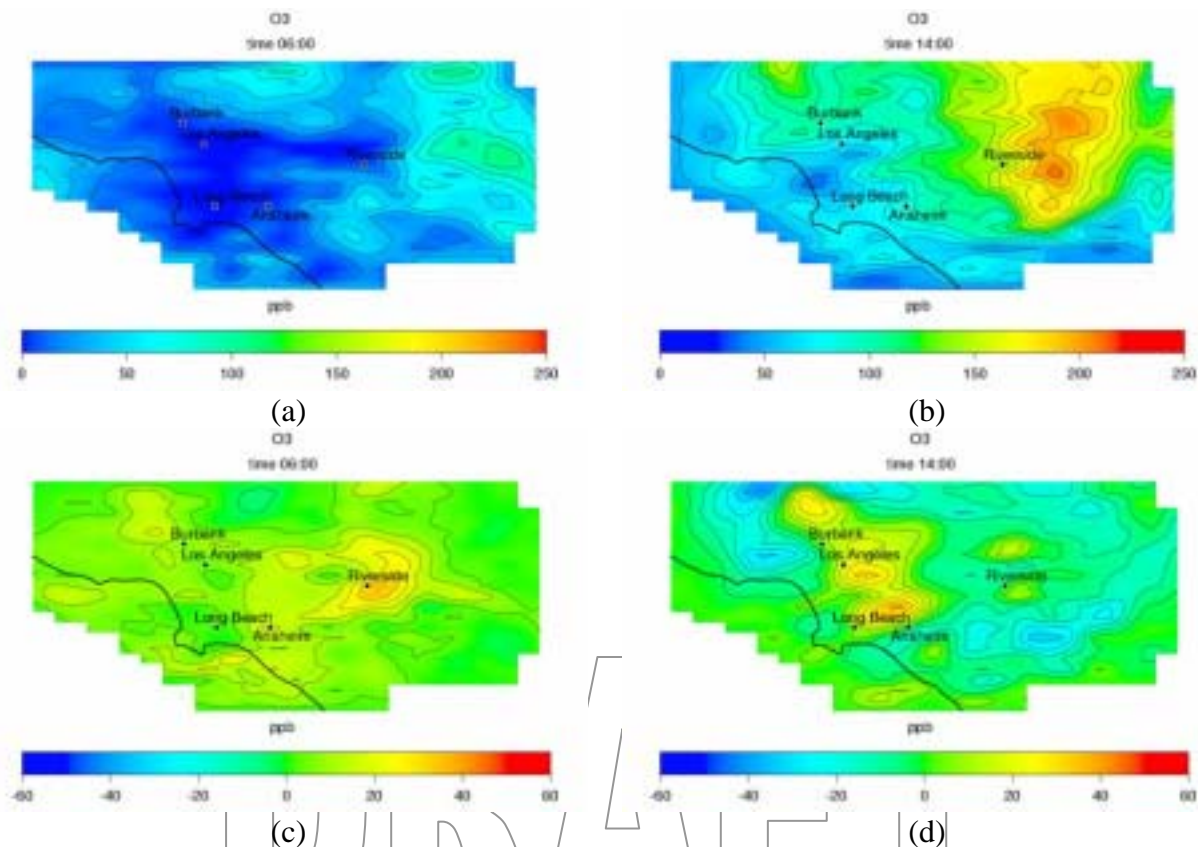 O3
time 06:00
Burbank
Los Angeles
Riverside
Long Beach
Anaheim
ppb
0 50 100 150 200 250
(a)
O3
time 14:00
Burbank
Los Angeles
Riverside
Long Beach
Anaheim
ppb
0 50 100 150 200 250
(b)
O3
time 06:00
Burbank
Los Angeles
Riverside
Long Beach
Anaheim
ppb
-60 -40 -20 0 20 40 60
(c)
O3
time 14:00
Burbank
Los Angeles
Riverside
Long Beach
Anaheim
ppb
-60 -40 -20 0 20 40 60
(d)